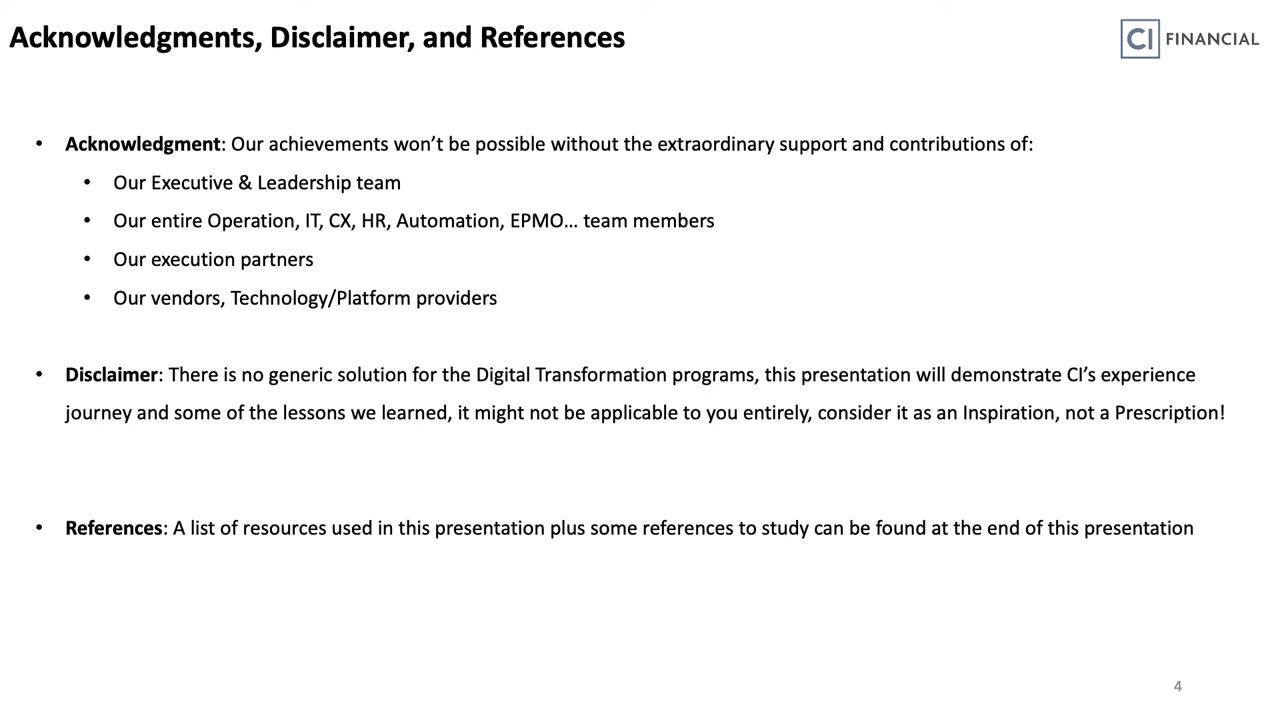 Acknowledgments, Disclaimer, and References
CI FINANCIAL
• Acknowledgment: Our achievements won’t be possible without the extraordinary support and contributions of:
• Our Executive & Leadership team
• Our entire Operation, IT, CX, HR, Automation, EPMO… team members
• Our execution partners
• Our vendors, Technology/Platform providers
• Disclaimer: There is no generic solution for the Digital Transformation programs, this presentation will demonstrate CI’s experience
journey and some of the lessons we learned, it might not be applicable to you entirely, consider it as an Inspiration, not a Prescription!
• References: A list of resources used in this presentation plus some references to study can be found at the end of this presentation
4